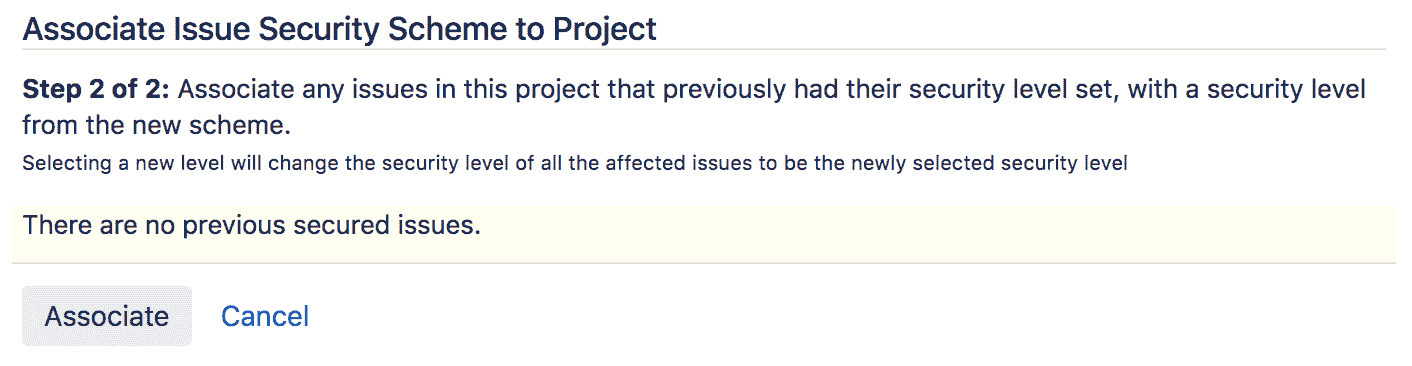 Associate Issue Security Scheme to Project
Step 2 of 2: Associate any issues in this project that previously had their security level set, with a security level
from the new scheme.
Selecting a new level will change the security level of all the affected issues to be the newly selected security level
There are no previous secured issues.
Associate Cancel